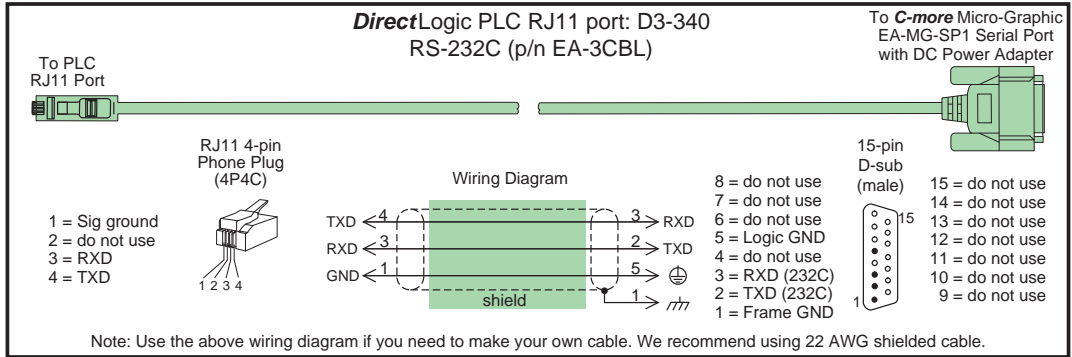 DirectLogic PLC RJ11 port: D3-340
RS-232C (p/n EA-3CBL)
To C-more Micro-Graphic
EA-MG-SP1 Serial Port
with DC Power Adapter
To PLC
RJ11 Port
RJ11 4-pin
Phone Plug
(4P4C)
1 = Sig ground
2 = do not use
3 = RXD
4 = TXD
1 2 3 4
Wiring Diagram
TXD 4 3 RXD
RXD 3 2 TXD
GND 1 5
shield 1
8 = do not use
7 = do not use
6 = do not use
5 = Logic GND
4 = do not use
3 = RXD (232C)
2 = TXD (232C)
1 = Frame GND
15-pin
D-sub
(male)
15
1
15 = do not use
14 = do not use
13 = do not use
12 = do not use
11 = do not use
10 = do not use
9 = do not use
Note: Use the above wiring diagram if you need to make your own cable. We recommend using 22 AWG shielded cable.